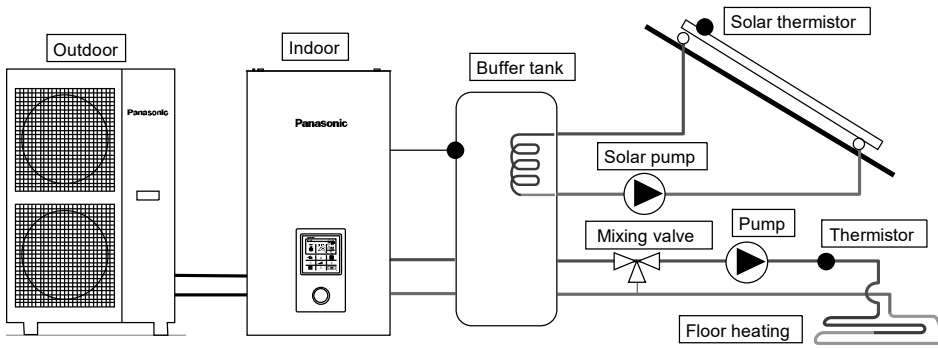 Solar thermistor
Outdoor
Indoor
Buffer tank
Panasonic
Panasonic
Solar pump
Mixing valve
Pump
Thermistor
Floor heating